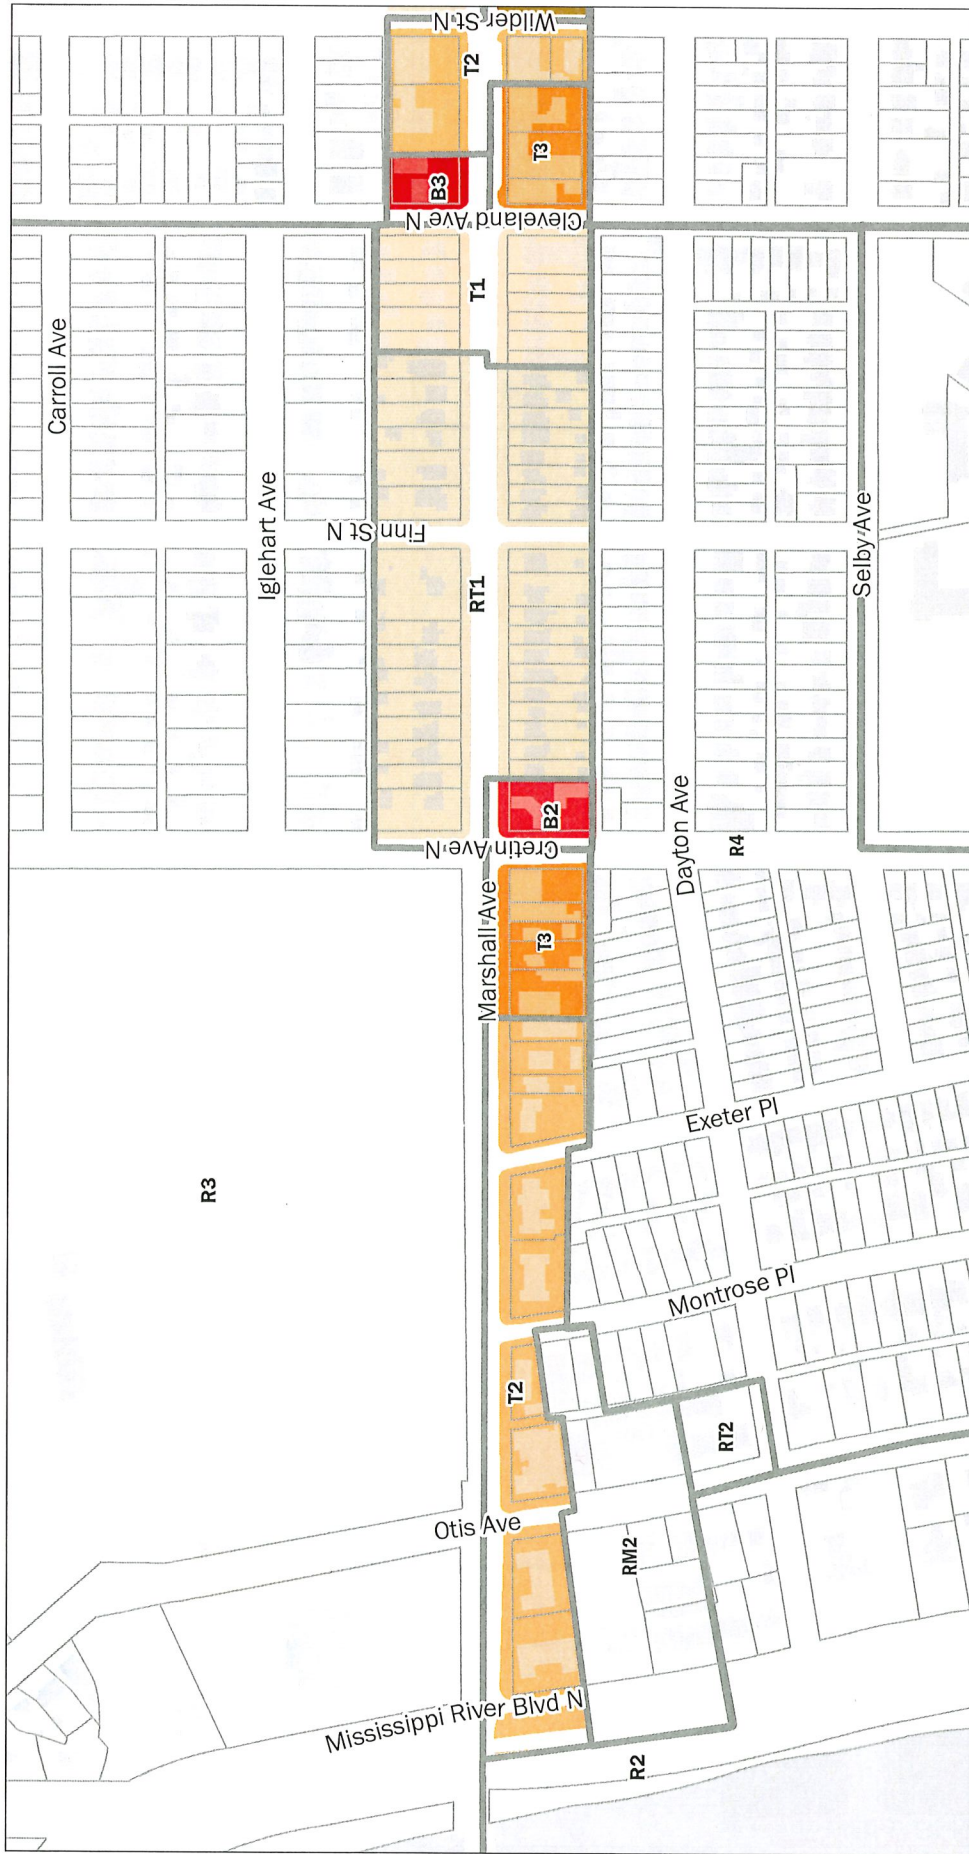 Wilder St N
T2
B3
T3
Cleveland Ave N
T1
Carroll Ave
Iglehart Ave
Finn St N
RT1
Selby Ave
B2
Cretin Ave N
Dayton Ave
R4
Marshall Ave
T3
R3
Exeter Pl
Montrose Pl
T2
RT2
Otis Ave
RM2
Mississippi River Blvd N
R2